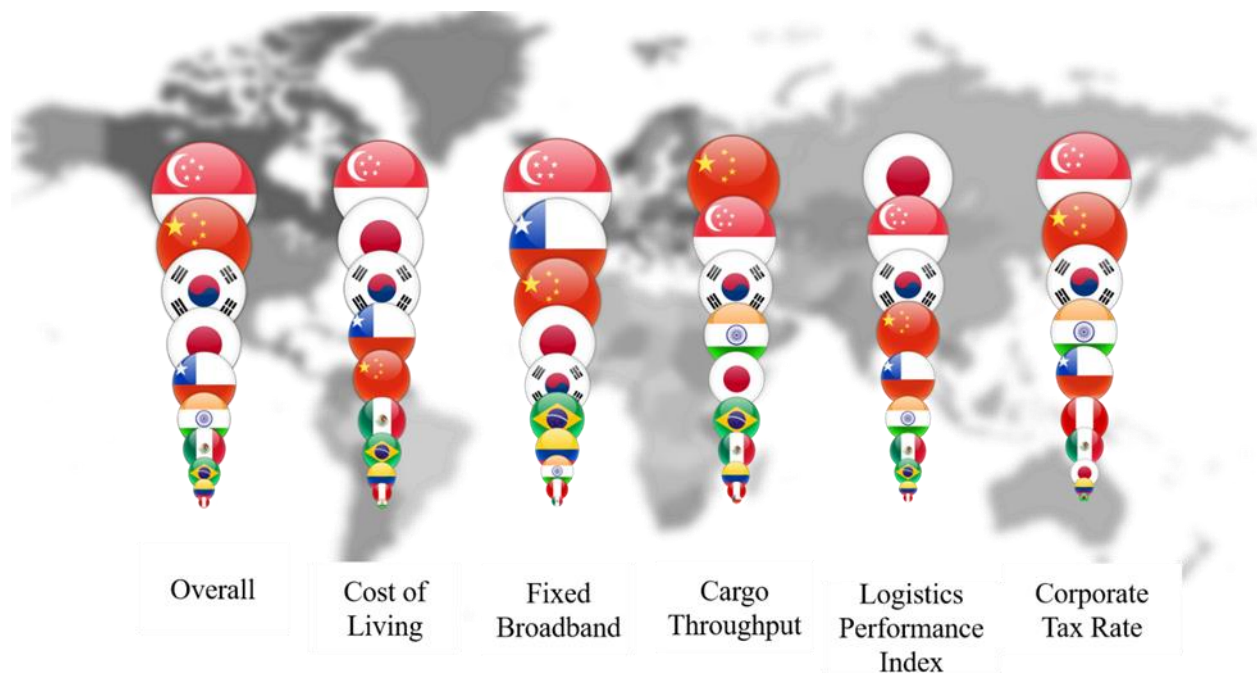 Overall
Cost of
Living
Fixed
Broadband
Cargo
Throughput
Logistics
Performance
Index
Corporate
Tax Rate